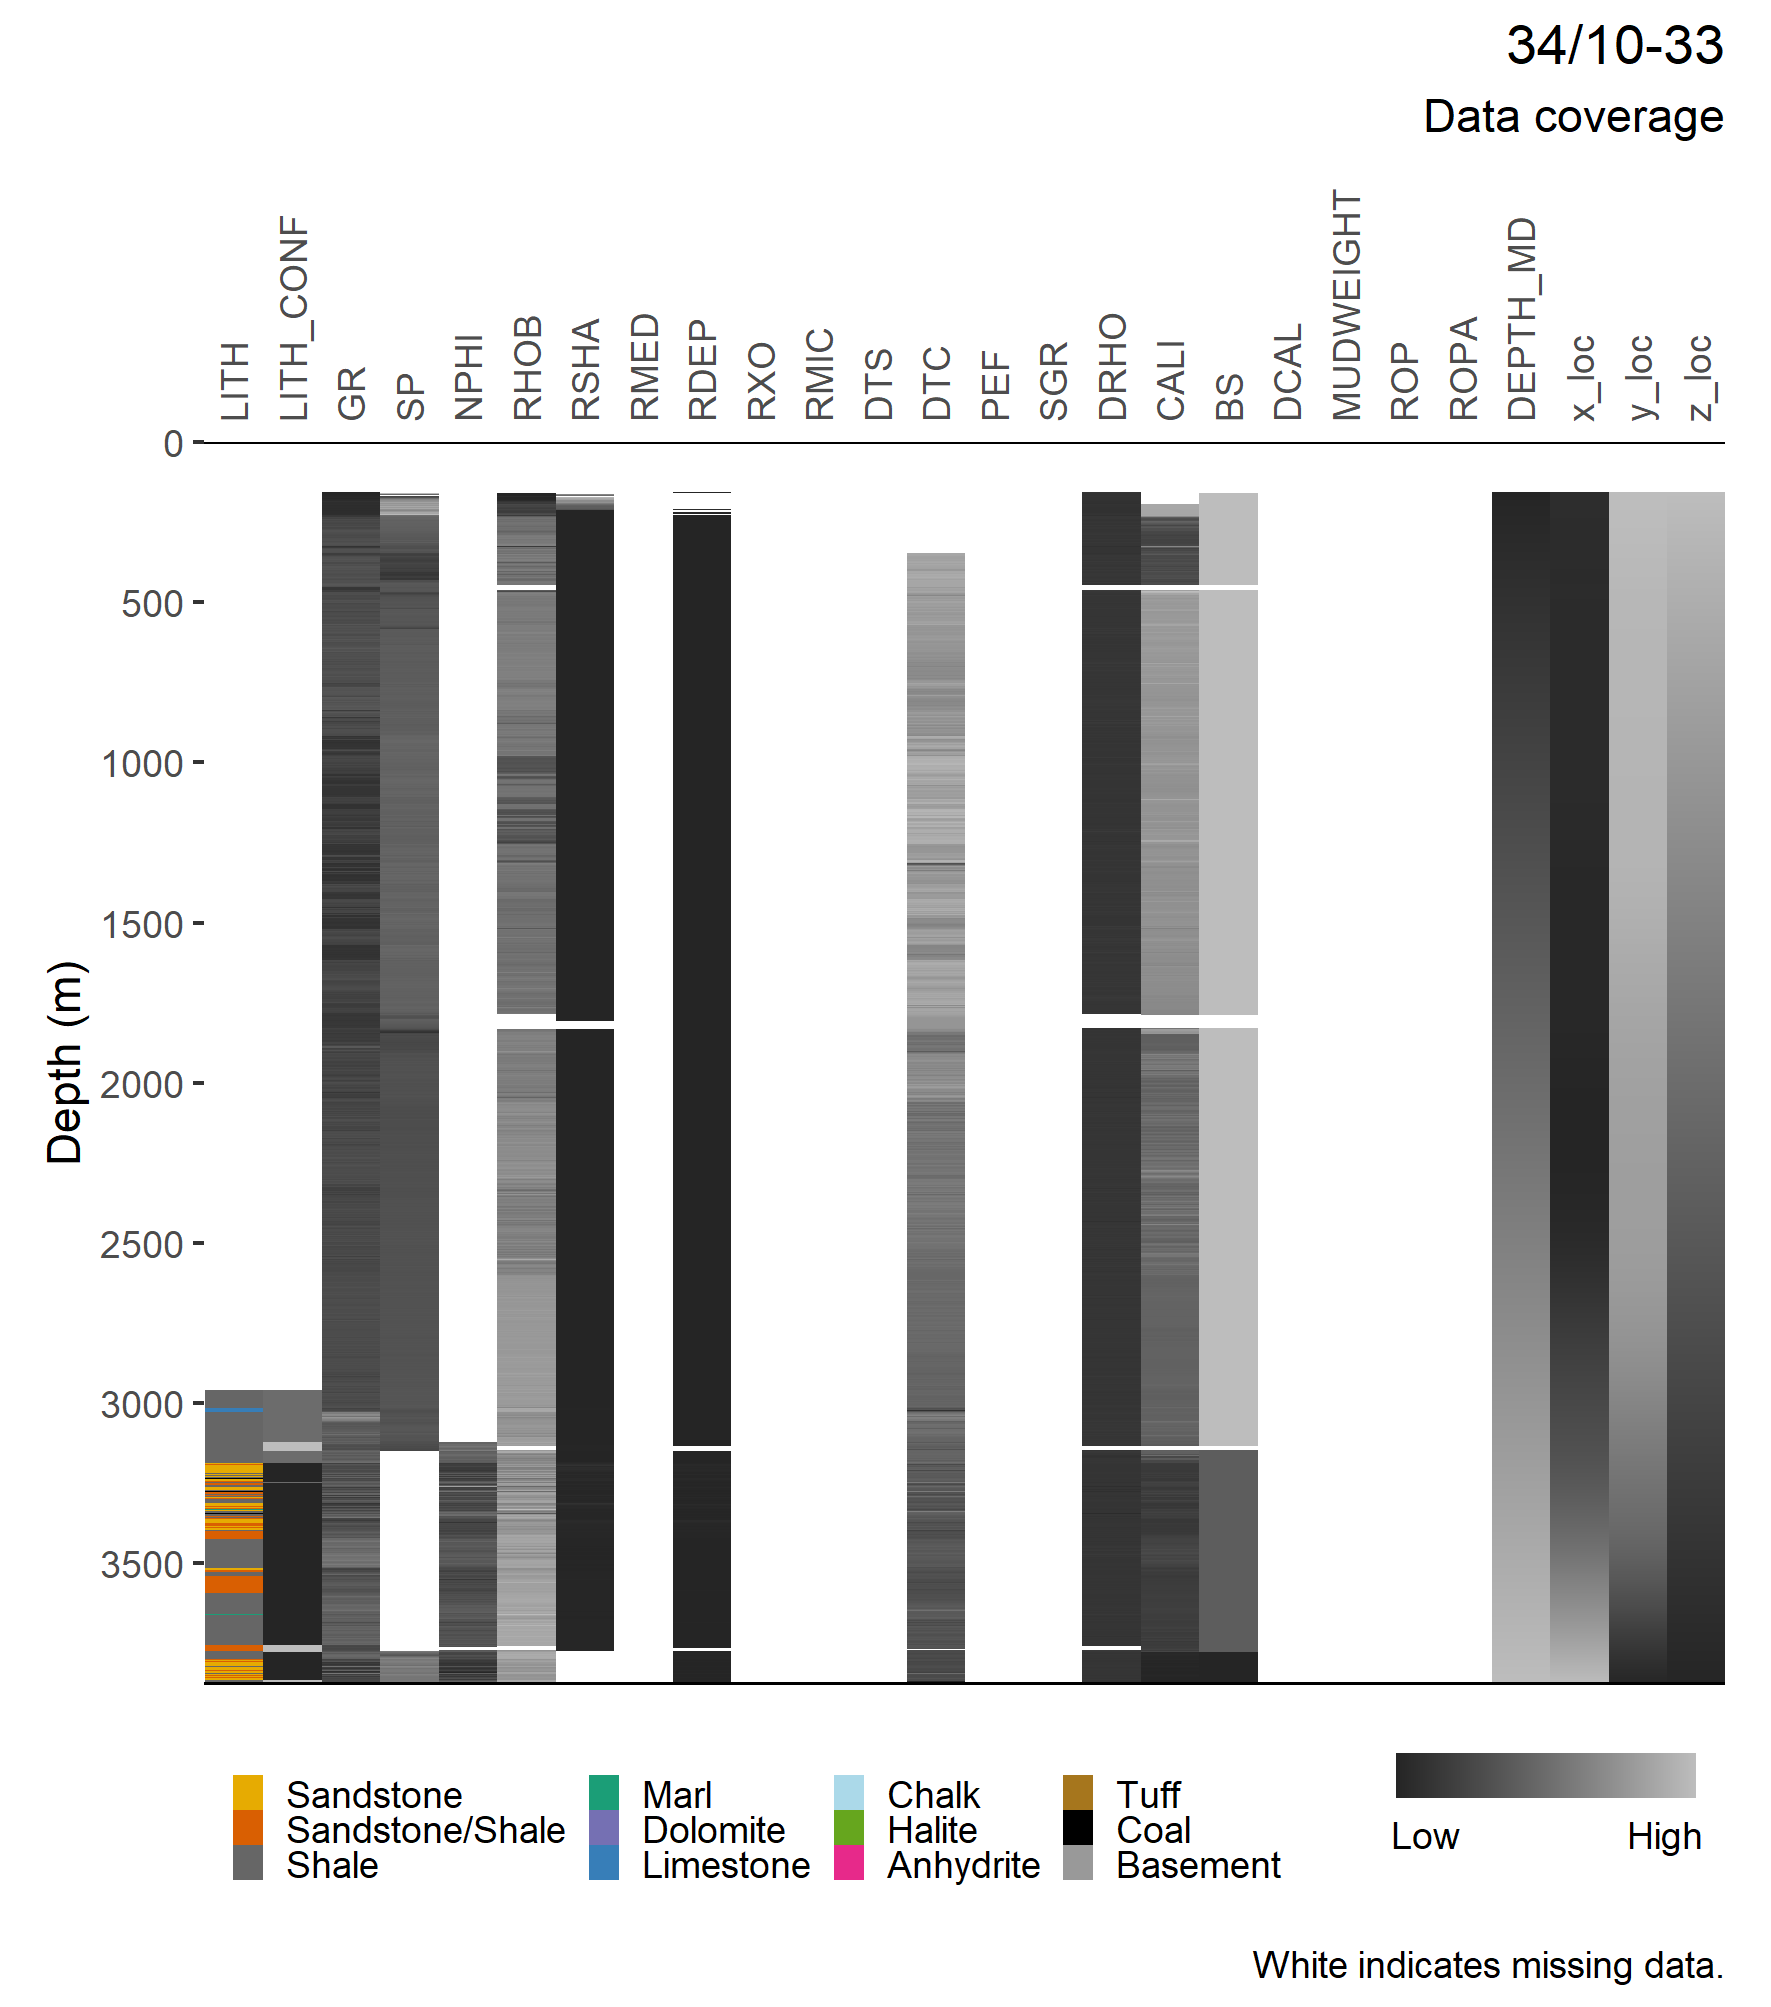 34/10-33
Data coverage
LITH
LITH_CONF
GR
SP
NPHI
RHOB
RSHA
RMED
RDEP
RXO
RMIC
DTS
DTC
PEF
SGR
DRHO
CALI
BS
DCAL
MUDWEIGHT
ROP
ROPA
DEPTH_MD
x_loc
y_loc
z_loc
0
500
1000
1500
2000
2500
3000
3500
Depth (m)
Sandstone
Sandstone/Shale
Shale
Marl
Dolomite
Limestone
Chalk
Halite
Anhydrite
Tuff
Coal
Basement
Low High
White indicates missing data.